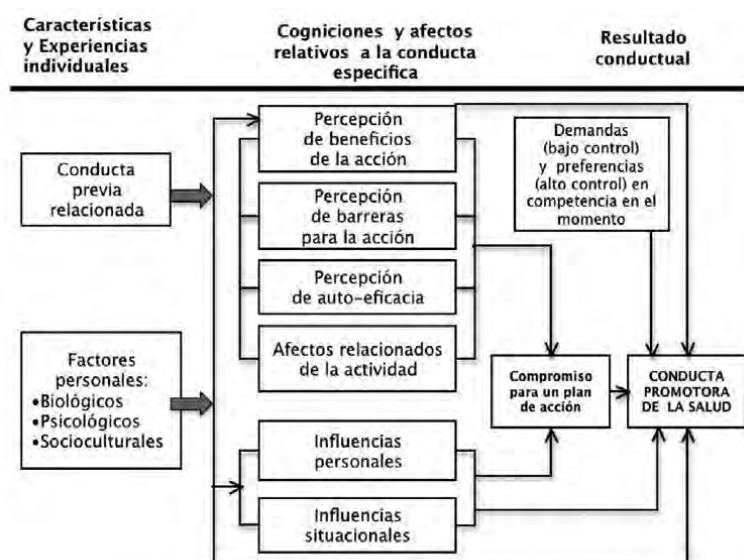 Características
y Experiencias
individuales
Cogniciones y afectos
relativos a la conducta
especifica
Resultado
conductual
Conducta
previa
relacionada
Factores
personales:
•Biológicos
•Psicológicos
•Socioculturales
Percepción
de beneficios
de la acción
Percepción
de barreras
para la acción
Percepción
de auto-eficacia
Afectos relacionados
de la actividad
Influencias
personales
Influencias
situacionales
Demandas
(bajo control)
y preferencias
(alto control) en
competencia en el
momento
Compromiso
para un plan
de acción
CONDUCTA
PROMOTORA
DE LA SALUD